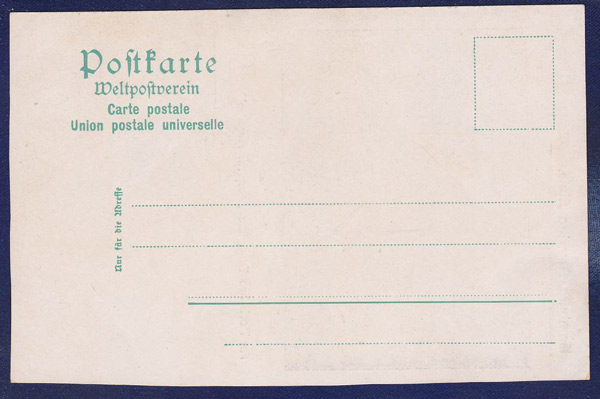 Poſtkarte
Weltpoſtverein
Carte postale
Union postale universelle
Nur für die Adreſſe